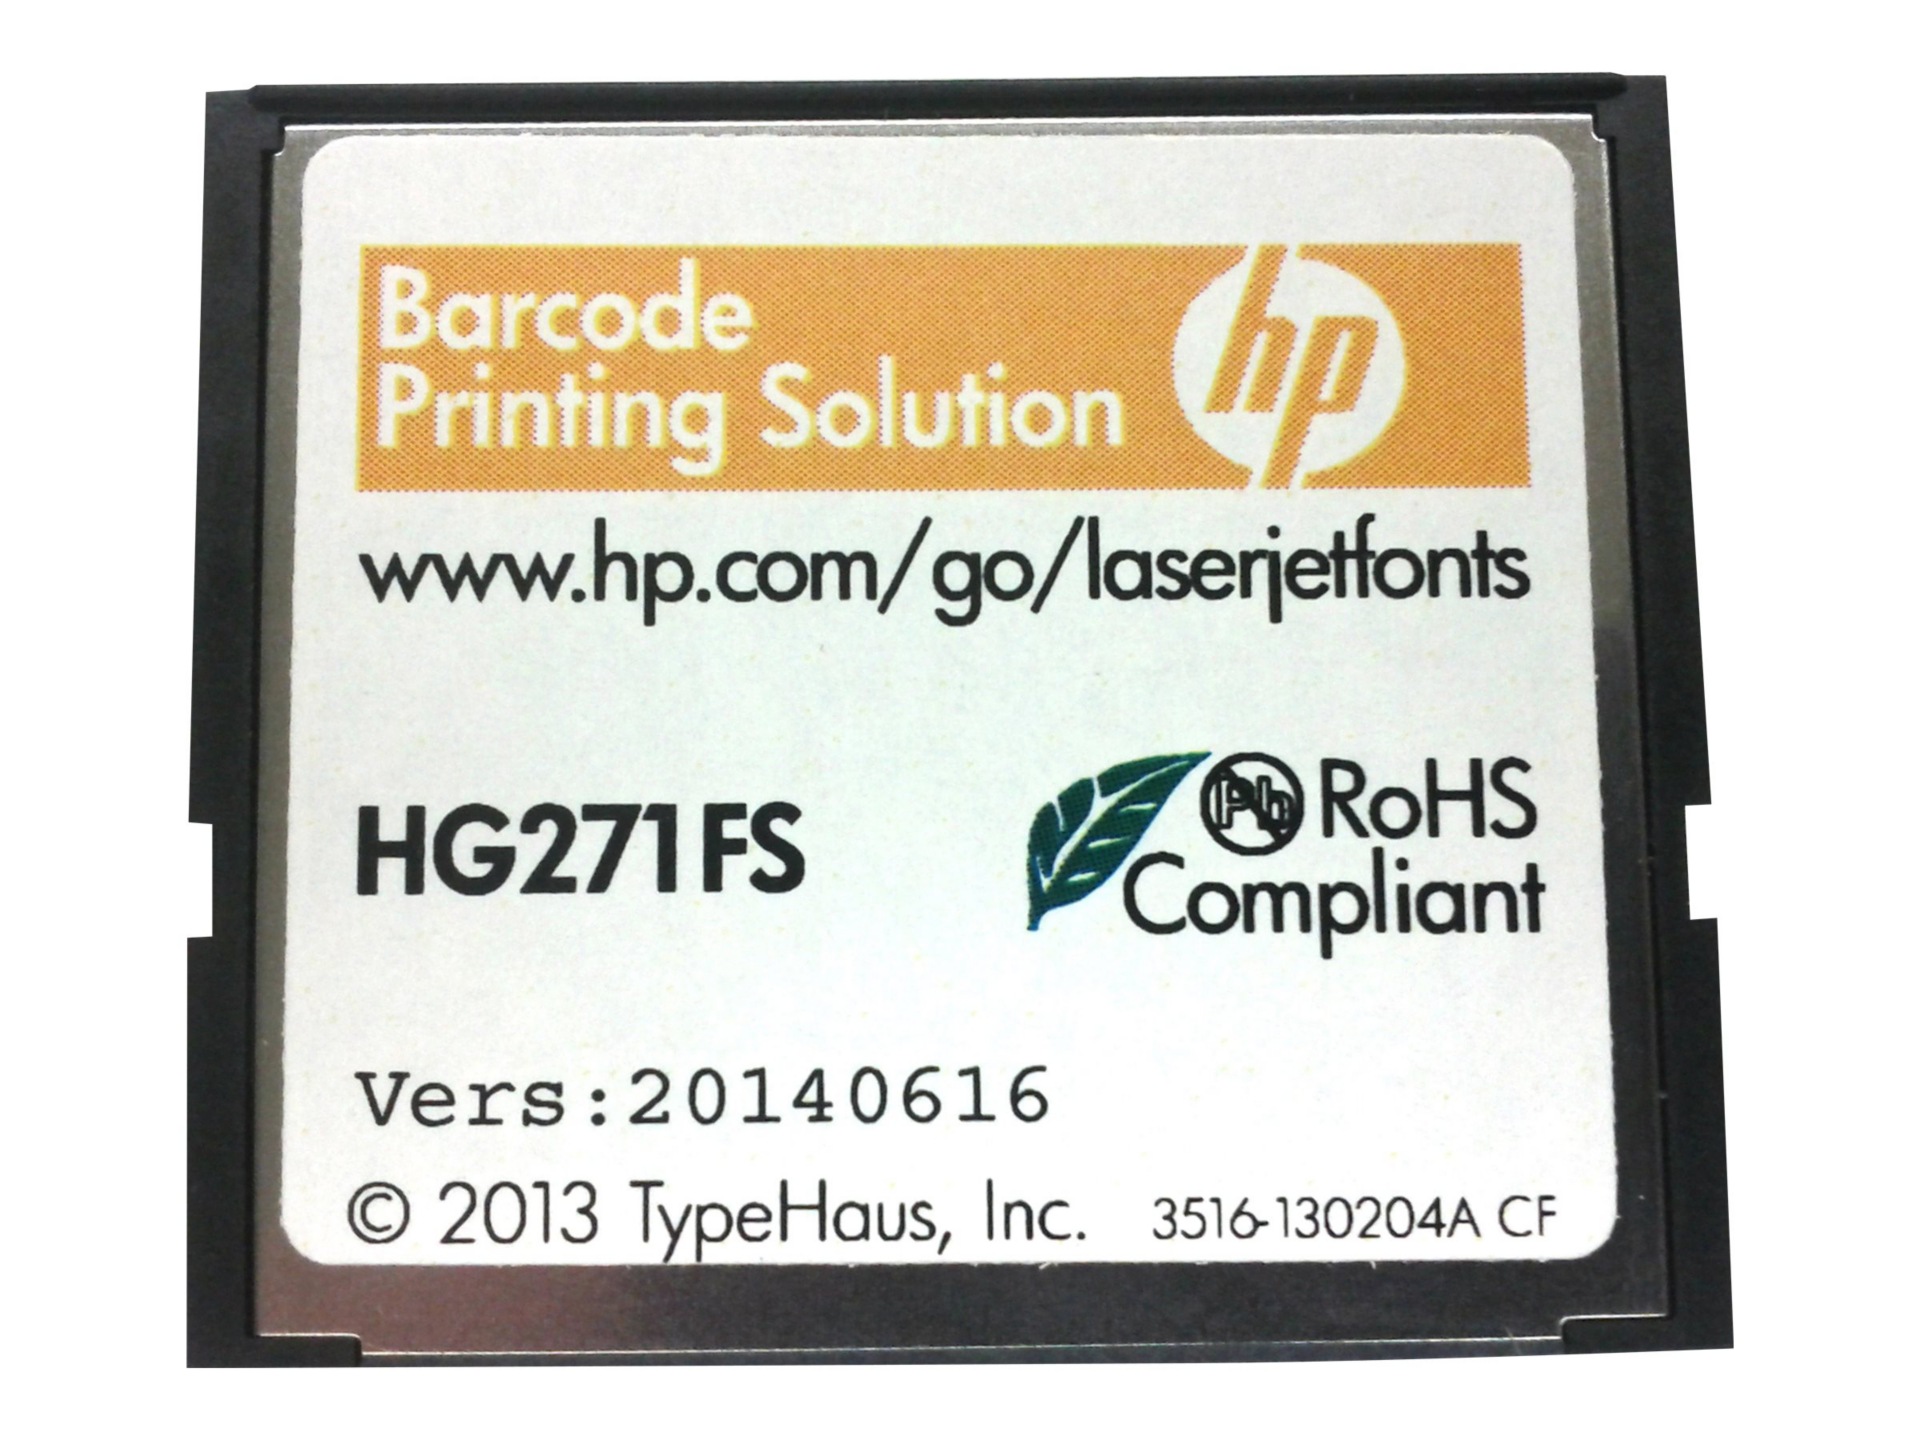 Barcode
Printing Solution
hp
www.hp.com/go/laserjetfonts
HG271FS
Pb RoHS
Compliant
Vers:20140616
© 2013 TypeHaus, Inc. 3516-130204A CF